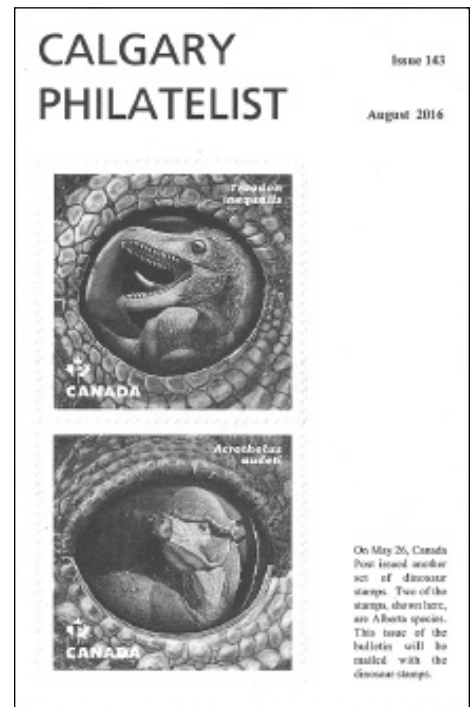 CALGARY
PHILATELIST
Issue 143
August 2016
Troodon
inequalis
CANADA
Acrotholus
audeti
CANADA
On May 26, Canada
Post issued another
set of dinosaur
stamps. Two of the
stamps, shown here,
are Alberta species.
This issue of the
bulletin will be
mailed with the
dinosaur stamps.